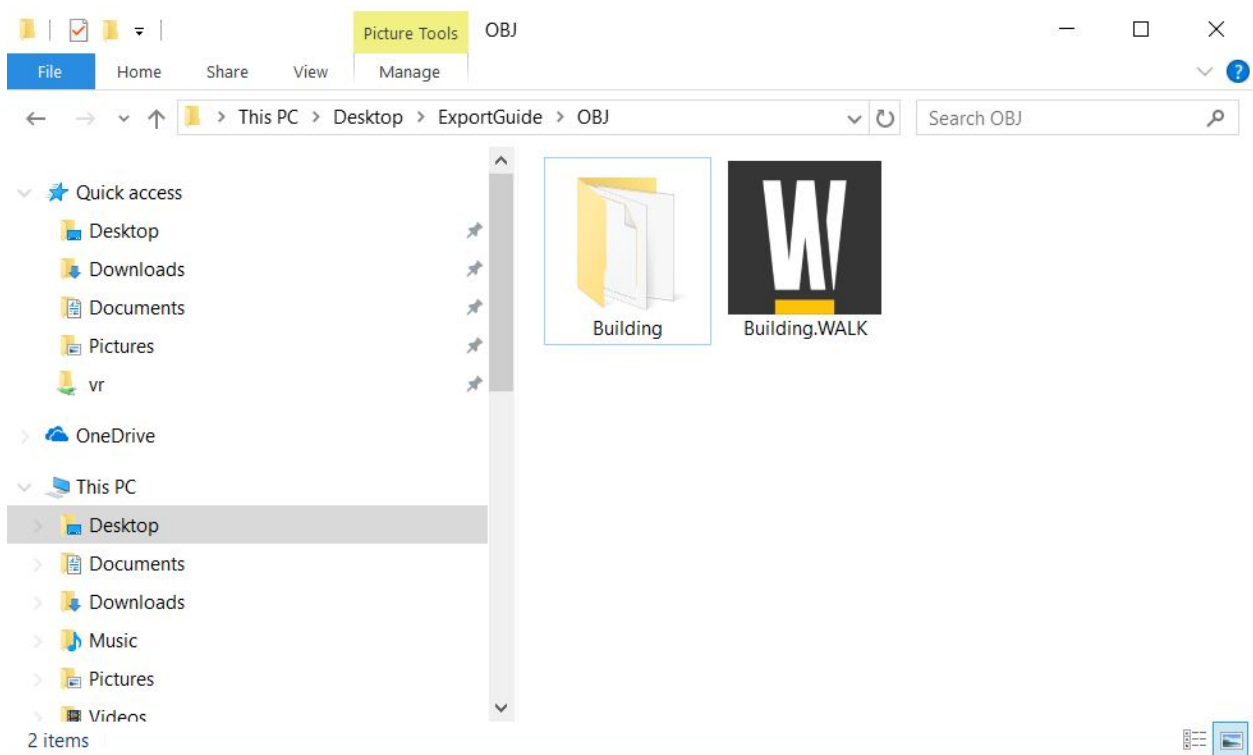 Picture Tools OBJ
File Home Share View Manage ?
This PC > Desktop > ExportGuide > OBJ
Search OBJ
Quick access
Desktop
Downloads
Documents
Pictures
vr
OneDrive
This PC
Desktop
Documents
Downloads
Music
Pictures
Videos
2 items
W
Building
Building.WALK